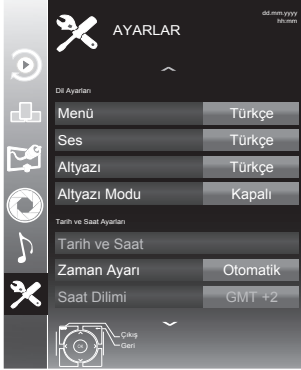 AYARLAR
dd.mm.yyyy
hh:mm
Dil Ayarları
Menü Türkçe
Ses Türkçe
Altyazı Türkçe
Altyazı Modu Kapalı
Tarih ve Saat Ayarları
Tarih ve Saat
Zaman Ayarı Otomatik
Saat Dilimi GMT +2
Çıkış
Geri
OK